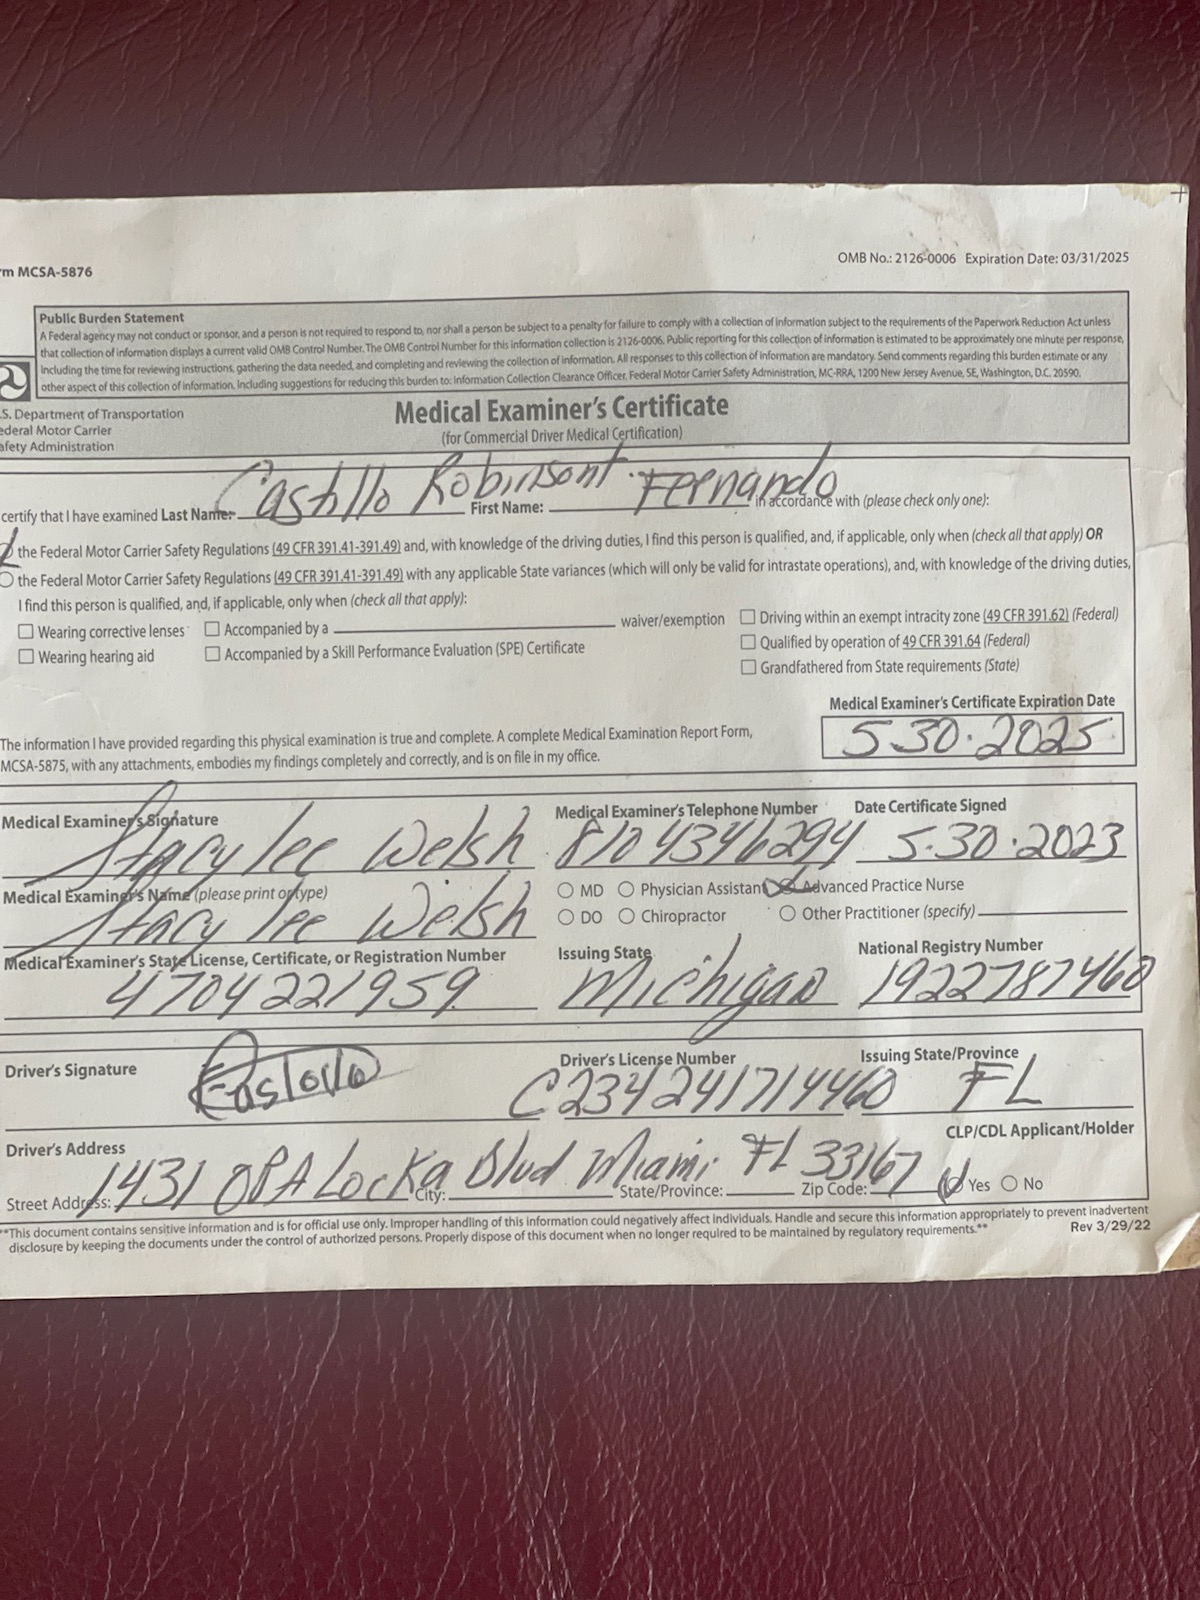 m MCSA-5876
OMB No.: 2126-0006 Expiration Date: 03/31/2025
Public Burden Statement
A Federal agency may not conduct or sponsor, and a person is not required to respond to, nor shall a person be subject to a penalty for failure to comply with a collection of information subject to the requirements of the Paperwork Reduction Act unless
that collection of information displays a current valid OMB Control Number. The OMB Control Number for this information collection is 2126-0006. Public reporting for this collection of information is estimated to be approximately one minute per response,
including the time for reviewing instructions, gathering the data needed, and completing and reviewing the collection of information. All responses to this collection of information are mandatory. Send comments regarding this burden estimate or any
other aspect of this collection of information, including suggestions for reducing this burden to: Information Collection Clearance Officer, Federal Motor Carrier Safety Administration, MC-RRA, 1200 New Jersey Avenue, SE, Washington, D.C. 20590.
.S. Department of Transportation
ederal Motor Carrier
afety Administration
Medical Examiner's Certificate
(for Commercial Driver Medical Certification)
certify that I have examined Last Name: Castillo Robinsont First Name: Fernando in accordance with (please check only one):
the Federal Motor Carrier Safety Regulations (49 CFR 391.41-391.49) and, with knowledge of the driving duties, I find this person is qualified, and, if applicable, only when (check all that apply) OR
the Federal Motor Carrier Safety Regulations (49 CFR 391.41-391.49) with any applicable State variances (which will only be valid for intrastate operations), and, with knowledge of the driving duties,
I find this person is qualified, and, if applicable, only when (check all that apply):
Wearing corrective lenses Accompanied by a waiver/exemption Driving within an exempt intracity zone (49 CFR 391.62) (Federal)
Wearing hearing aid Accompanied by a Skill Performance Evaluation (SPE) Certificate Qualified by operation of 49 CFR 391.64 (Federal)
Grandfathered from State requirements (State)
Medical Examiner's Certificate Expiration Date
5 30.2025
The information I have provided regarding this physical examination is true and complete. A complete Medical Examination Report Form,
MCSA-5875, with any attachments, embodies my findings completely and correctly, and is on file in my office.
Medical Examiner's Signature Medical Examiner's Telephone Number Date Certificate Signed
Stacy lee Welsh 8104346294 5.30.2023
Medical Examiner's Name (please print or type) MD Physician Assistant Advanced Practice Nurse
Stacy lee Welsh DO Chiropractor Other Practitioner (specify)
Medical Examiner's State License, Certificate, or Registration Number Issuing State National Registry Number
4704221959 Michigan 1922787460
Driver's Signature Driver's License Number Issuing State/Province
C234241714460 FL
Driver's Address CLP/CDL Applicant/Holder
Street Address: 1431 OPA Locka Blvd City: Miami State/Province: FL Zip Code: 33167 Yes No
**This document contains sensitive information and is for official use only. Improper handling of this information could negatively affect individuals. Handle and secure this information appropriately to prevent inadvertent
disclosure by keeping the documents under the control of authorized persons. Properly dispose of this document when no longer required to be maintained by regulatory requirements.**
Rev 3/29/22